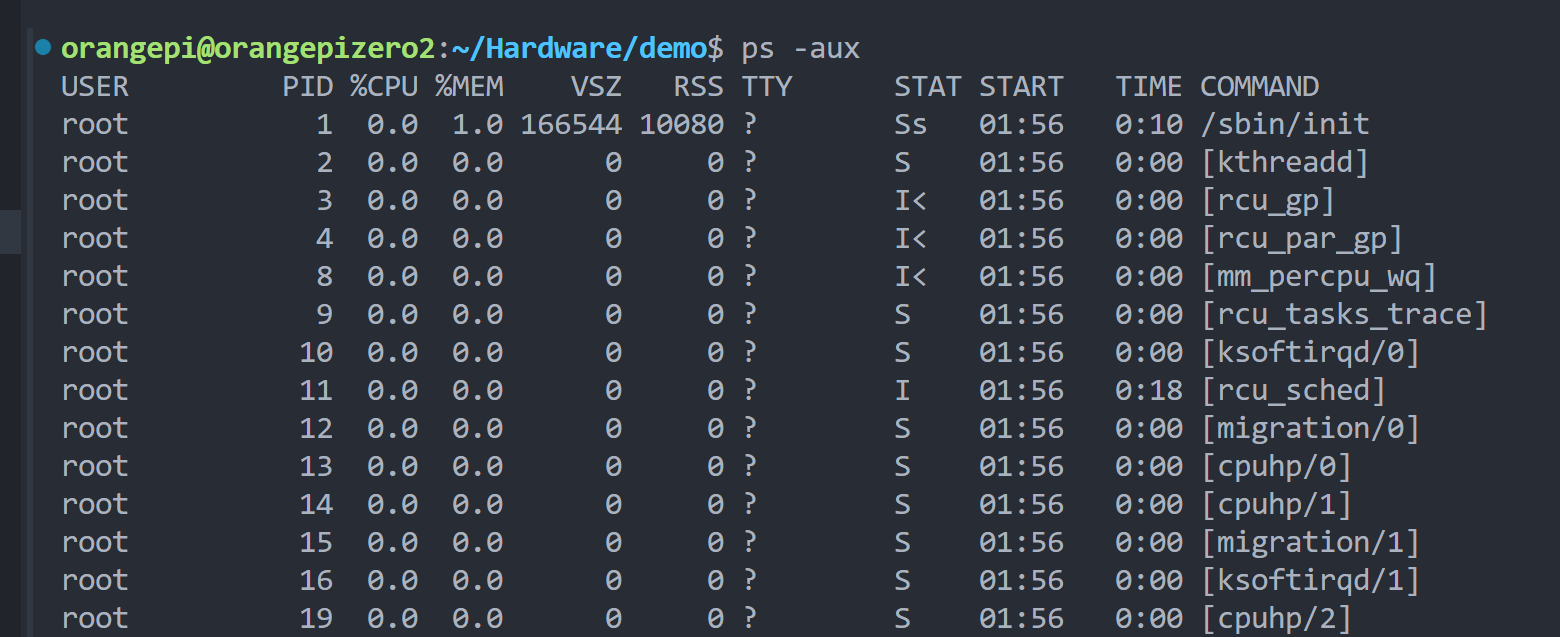 orangepi@orangepizero2:~/Hardware/demo$ ps -aux
USER         PID %CPU %MEM    VSZ   RSS TTY      STAT START   TIME COMMAND
root           1  0.0  1.0 166544 10080 ?        Ss   01:56   0:10 /sbin/init
root           2  0.0  0.0      0     0 ?        S    01:56   0:00 [kthreadd]
root           3  0.0  0.0      0     0 ?        I<   01:56   0:00 [rcu_gp]
root           4  0.0  0.0      0     0 ?        I<   01:56   0:00 [rcu_par_gp]
root           8  0.0  0.0      0     0 ?        I<   01:56   0:00 [mm_percpu_wq]
root           9  0.0  0.0      0     0 ?        S    01:56   0:00 [rcu_tasks_trace]
root          10  0.0  0.0      0     0 ?        S    01:56   0:00 [ksoftirqd/0]
root          11  0.0  0.0      0     0 ?        I    01:56   0:18 [rcu_sched]
root          12  0.0  0.0      0     0 ?        S    01:56   0:00 [migration/0]
root          13  0.0  0.0      0     0 ?        S    01:56   0:00 [cpuhp/0]
root          14  0.0  0.0      0     0 ?        S    01:56   0:00 [cpuhp/1]
root          15  0.0  0.0      0     0 ?        S    01:56   0:00 [migration/1]
root          16  0.0  0.0      0     0 ?        S    01:56   0:00 [ksoftirqd/1]
root          19  0.0  0.0      0     0 ?        S    01:56   0:00 [cpuhp/2]